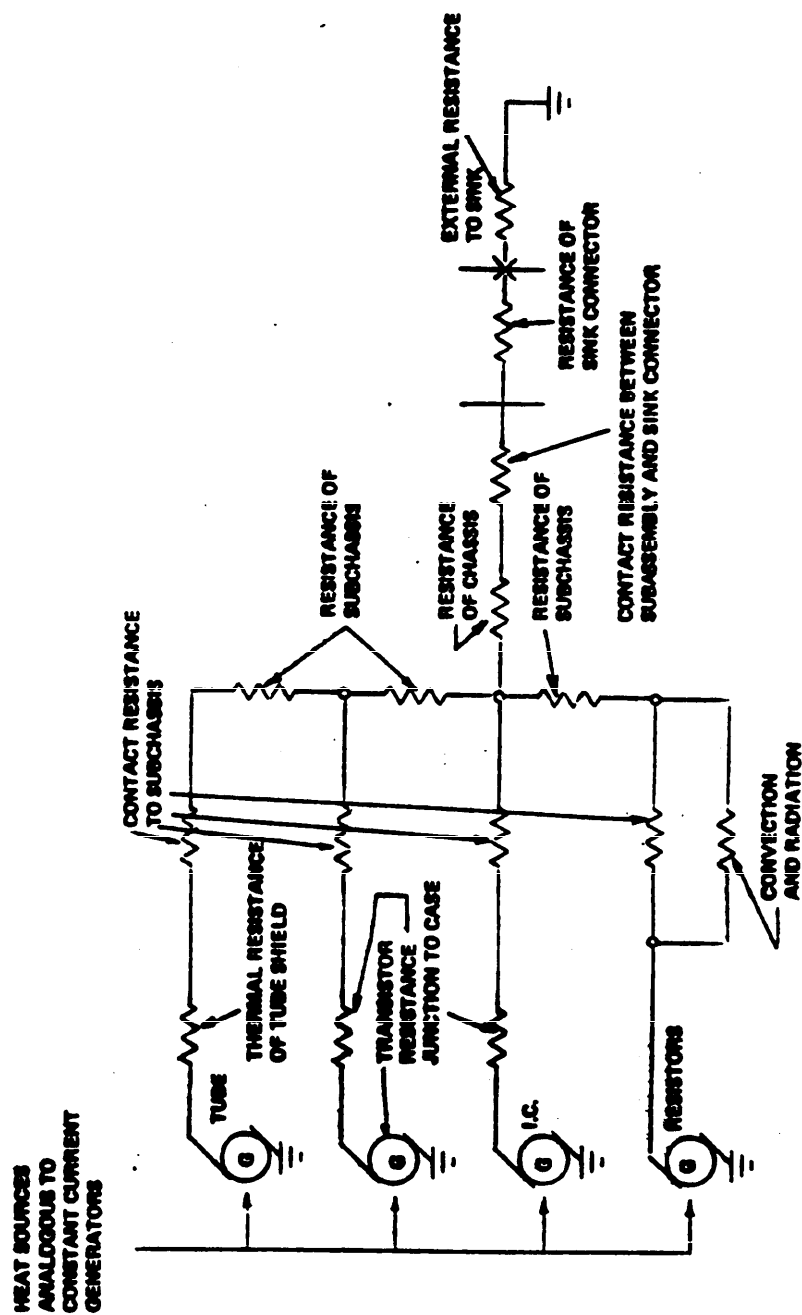 HEAT SOURCES
ANALOGOUS TO
CONSTANT CURRENT
GENERATORS
TUBE
THERMAL RESISTANCE
OF TUBE SHIELD
CONTACT RESISTANCE
TO SUBCHASSIS
RESISTANCE OF
SUBCHASSIS
G
TRANSISTOR
RESISTANCE
JUNCTION TO CASE
G
I.C.
G
RESISTANCE
OF CHASSIS
RESISTANCE OF
SUBCHASSIS
EXTERNAL RESISTANCE
TO SINK
RESISTANCE OF
SINK CONNECTOR
CONTACT RESISTANCE BETWEEN
SUBASSEMBLY AND SINK CONNECTOR
RESISTORS
G
CONVECTION
AND RADIATION